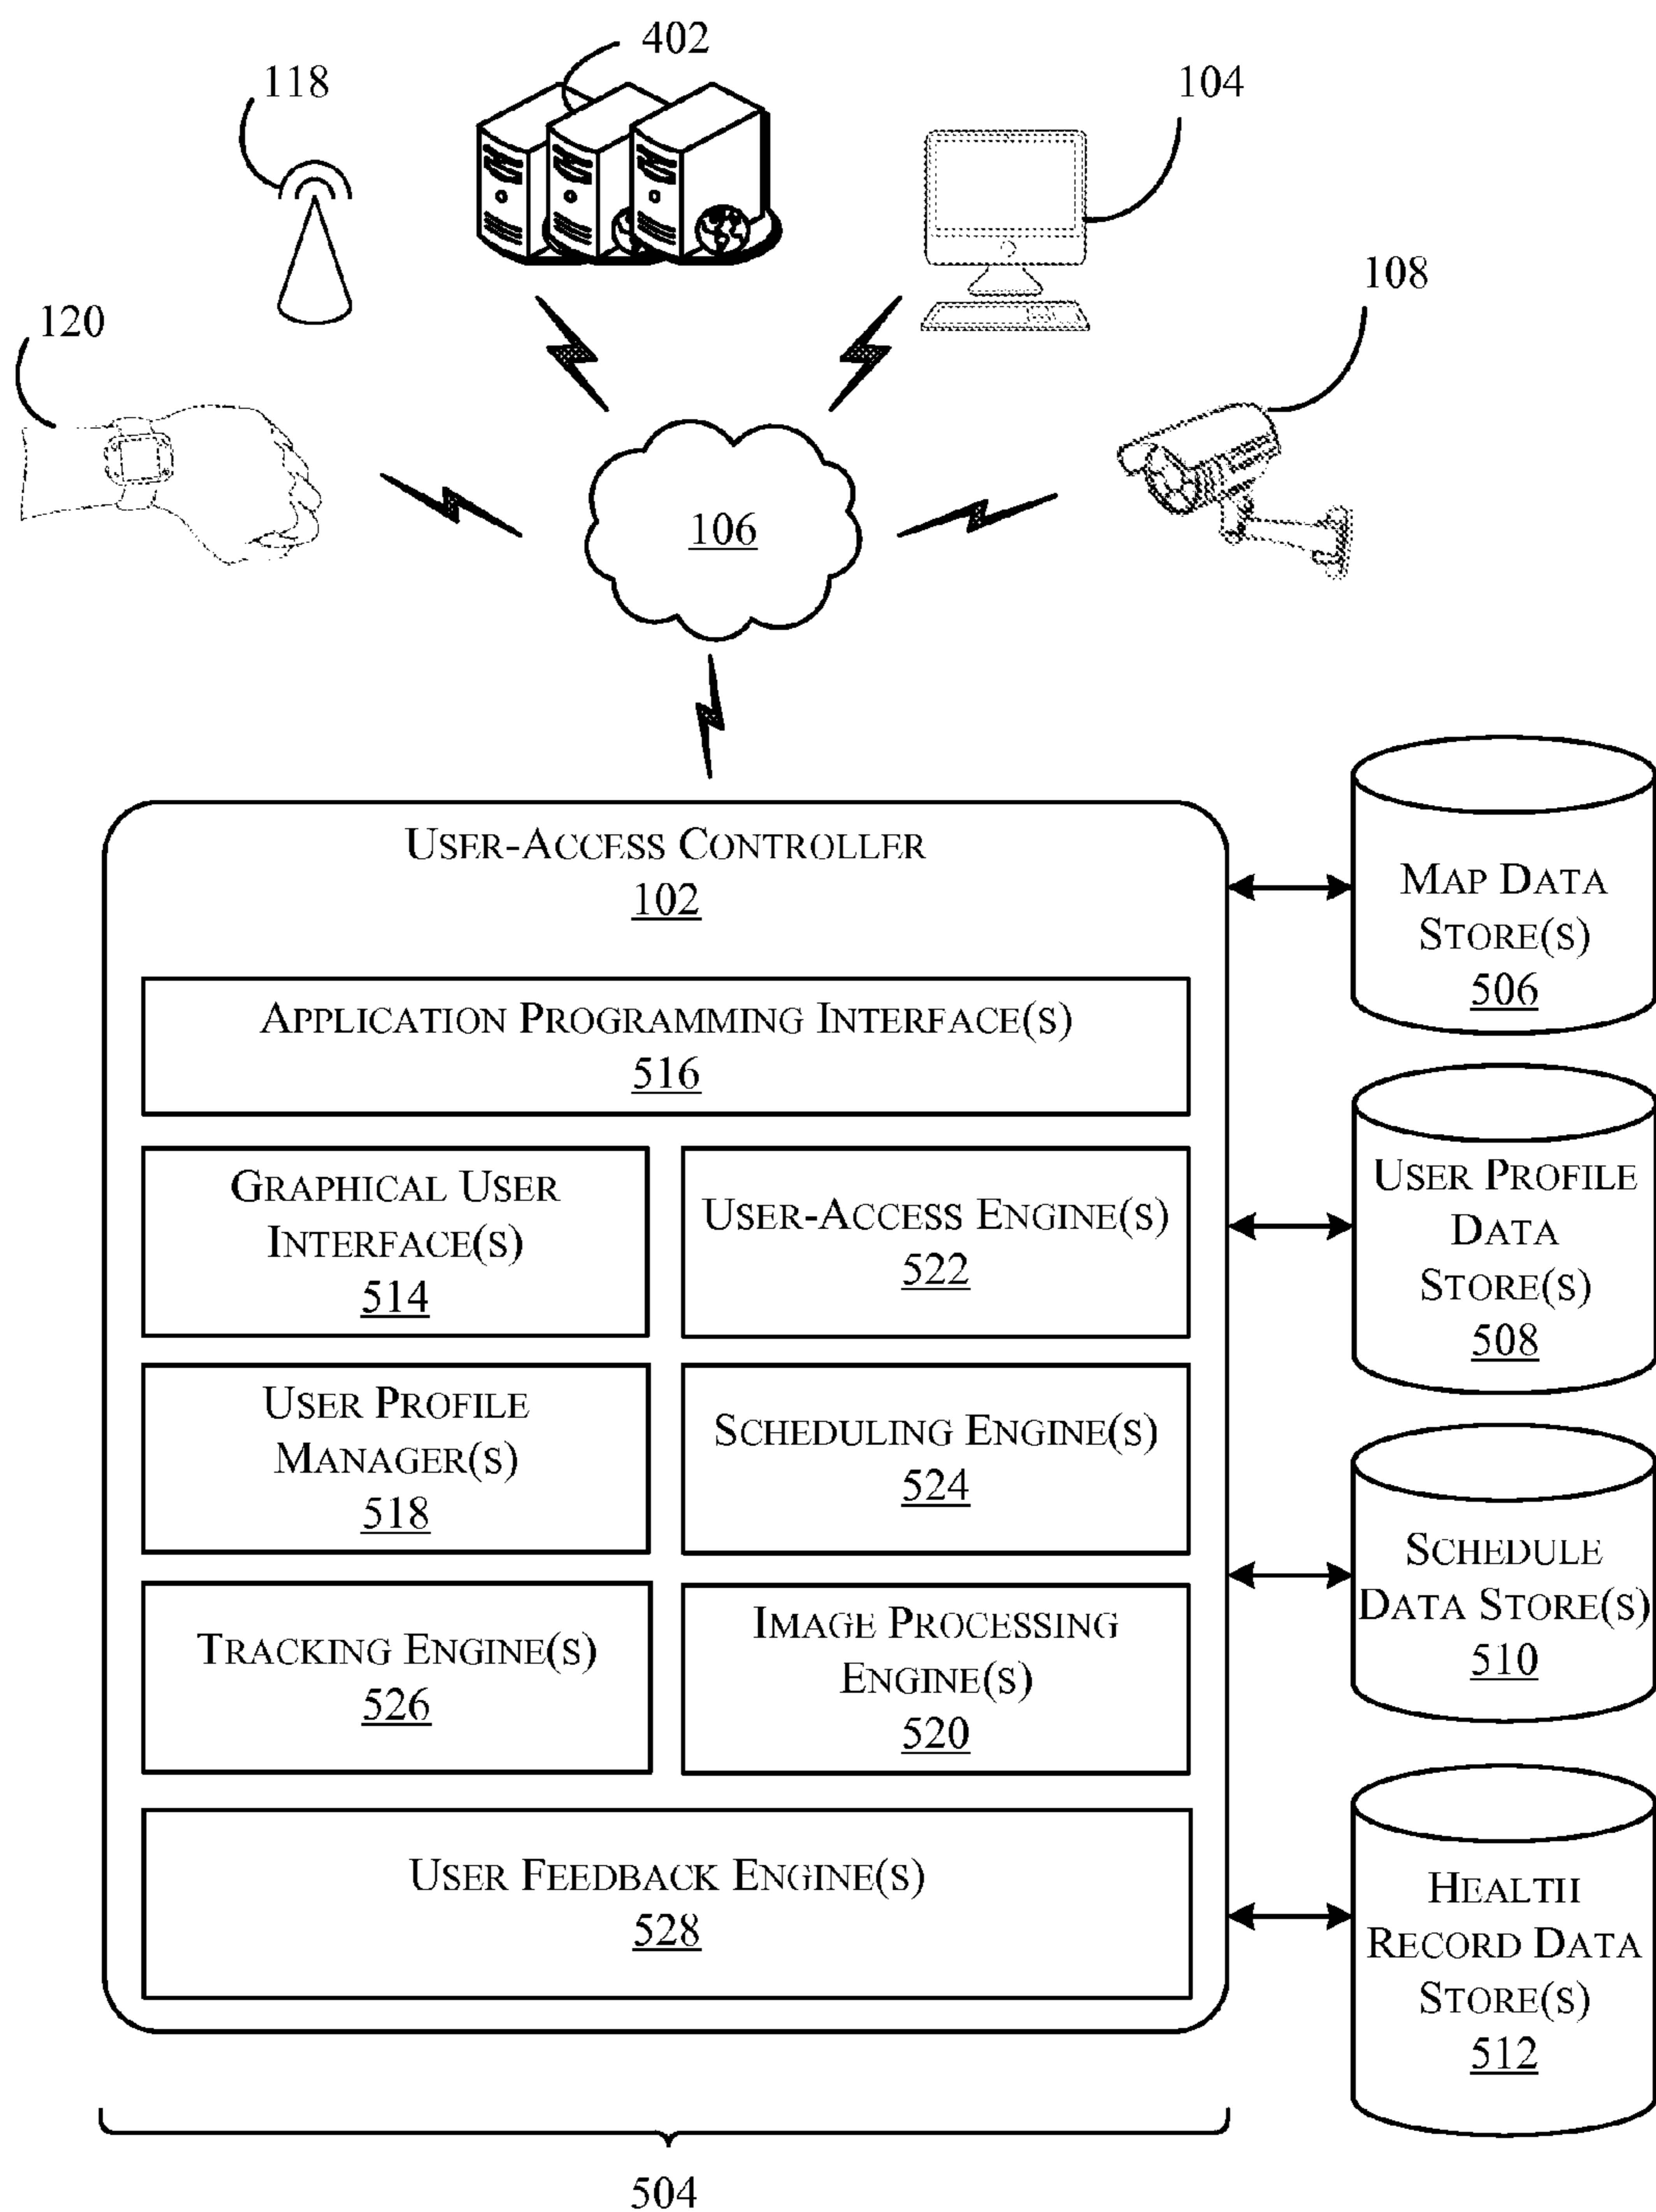 402
118
104
108
120
106
USER-ACCESS CONTROLLER
102
APPLICATION PROGRAMMING INTERFACE(S)
516
GRAPHICAL USER
INTERFACE(S)
514
USER-ACCESS ENGINE(S)
522
USER PROFILE
MANAGER(S)
518
SCHEDULING ENGINE(S)
524
TRACKING ENGINE(S)
526
IMAGE PROCESSING
ENGINE(S)
520
USER FEEDBACK ENGINE(S)
528
504
MAP DATA
STORE(S)
506
USER PROFILE
DATA
STORE(S)
508
SCHEDULE
DATA STORE(S)
510
HEALTH
RECORD DATA
STORE(S)
512